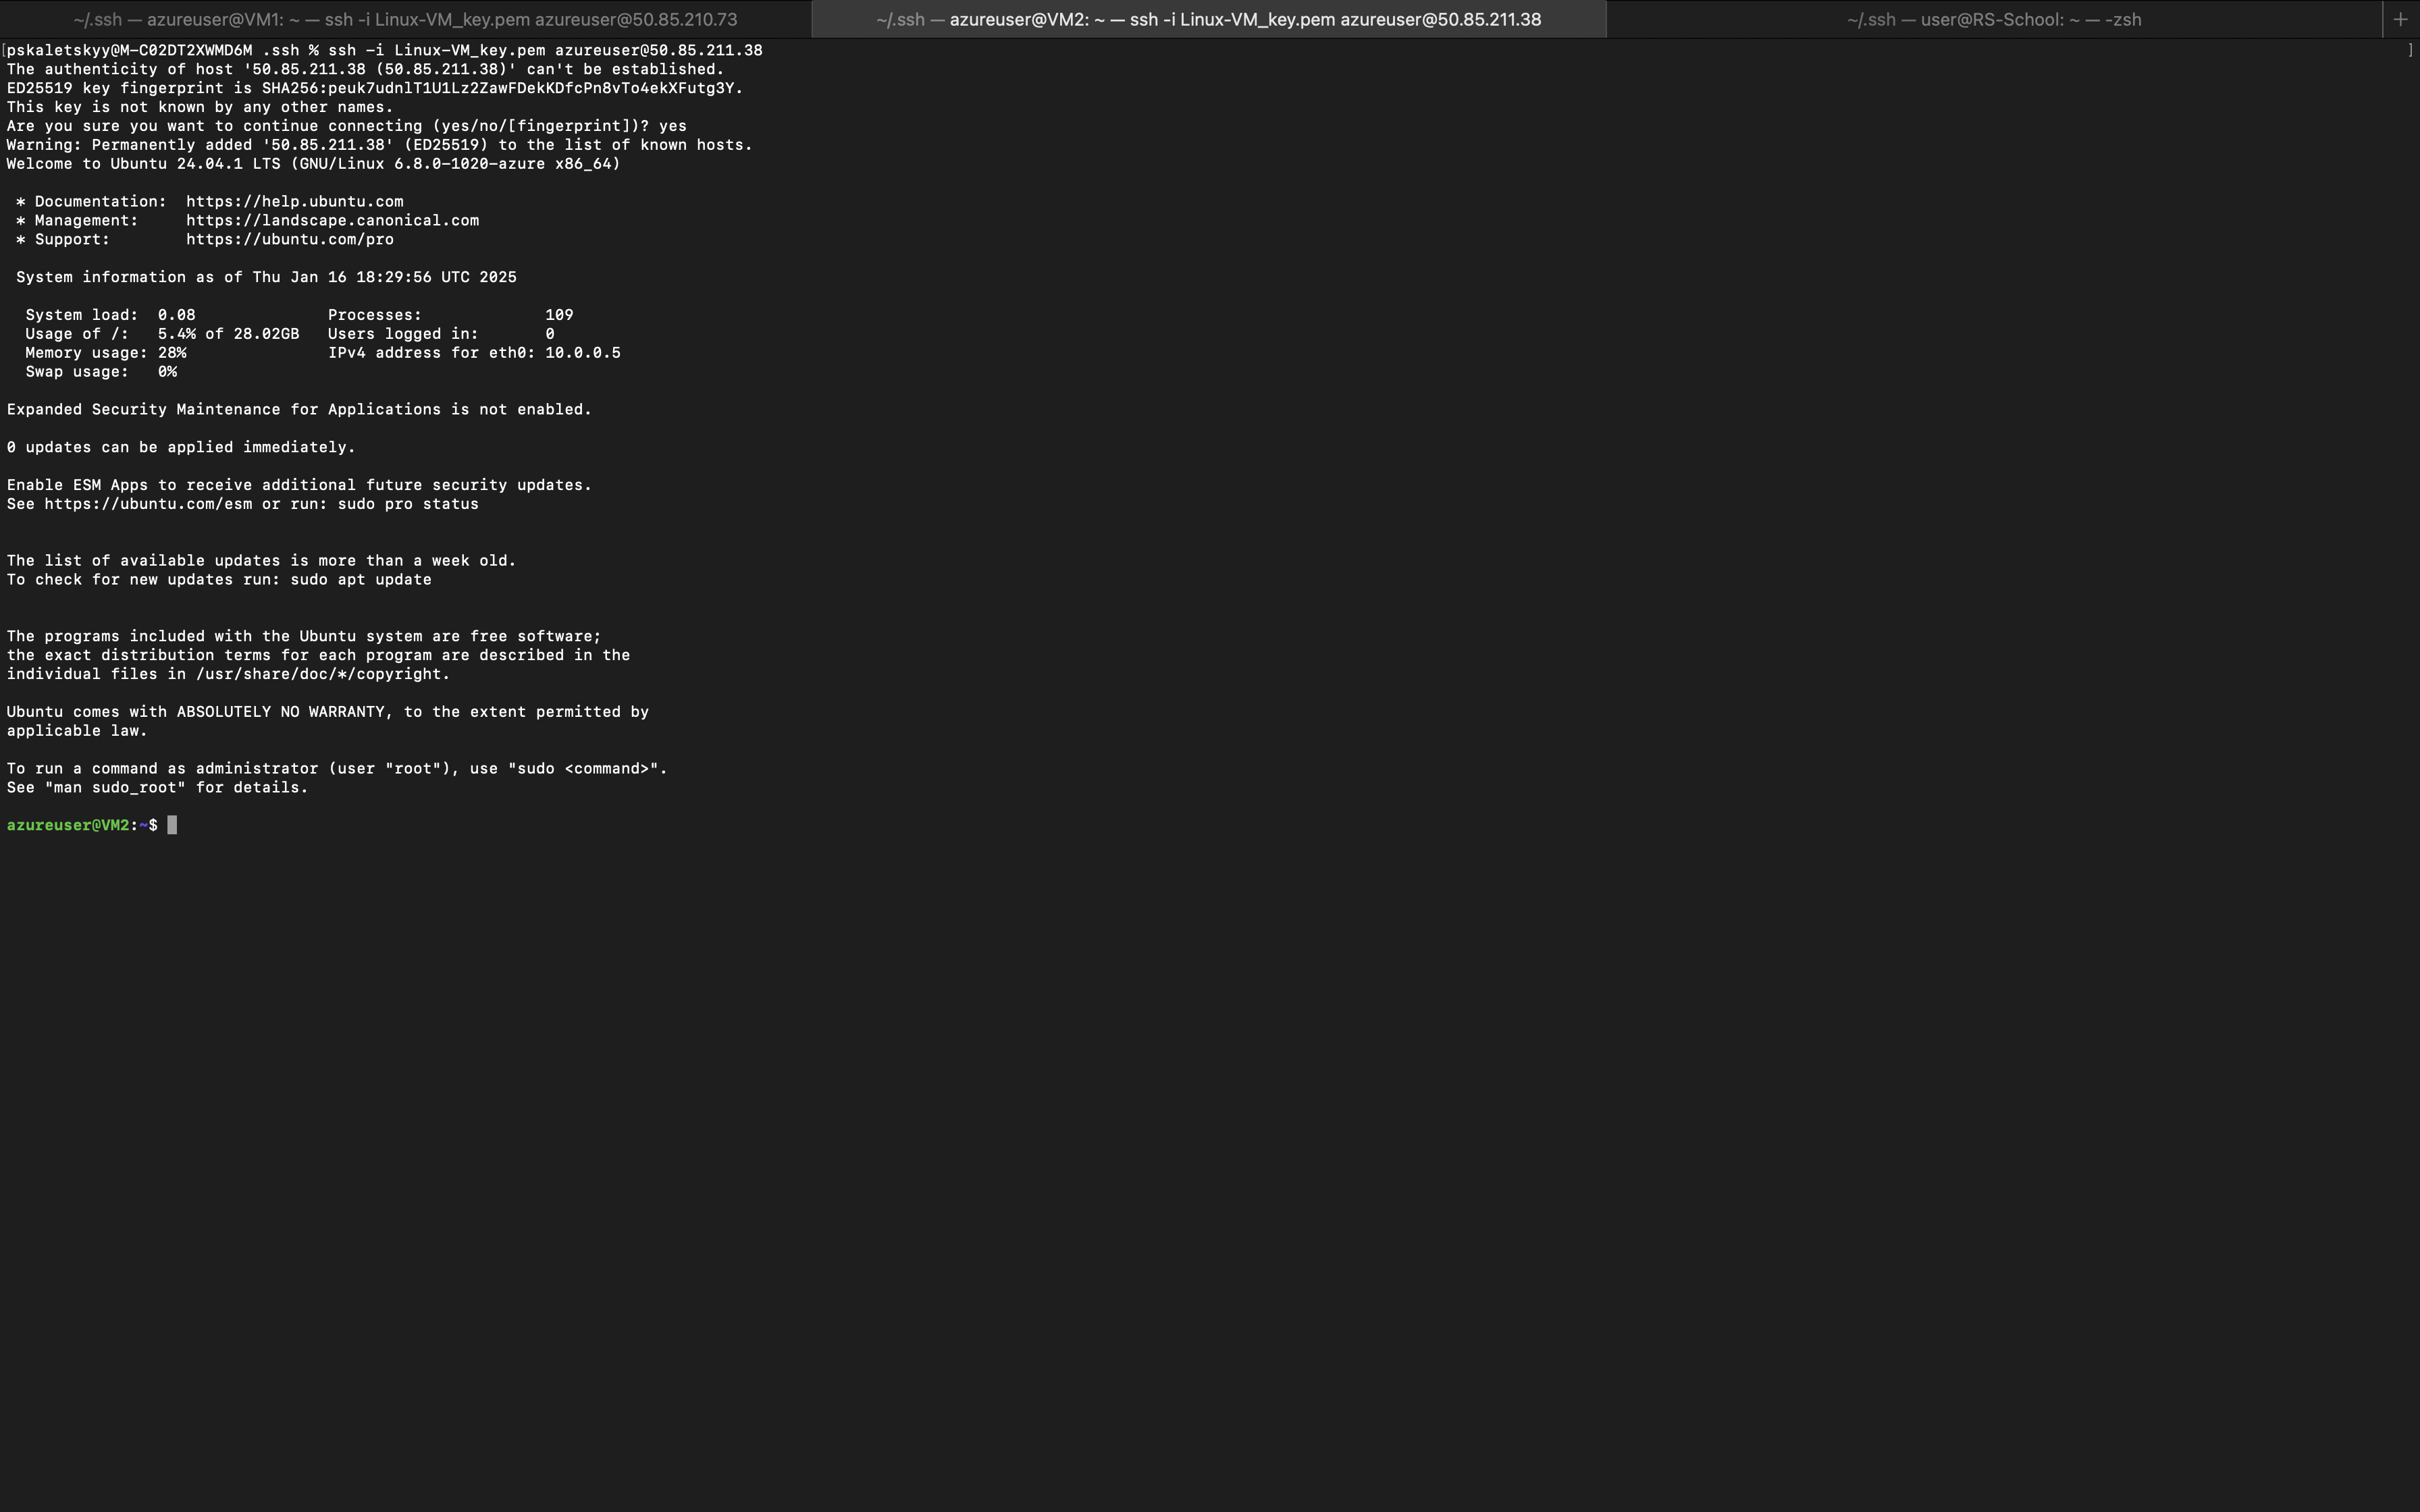 ~/.ssh — azureuser@VM1: ~ — ssh -i Linux-VM_key.pem azureuser@50.85.210.73
~/.ssh — azureuser@VM2: ~ — ssh -i Linux-VM_key.pem azureuser@50.85.211.38
~/.ssh — user@RS-School: ~ — -zsh
+
[pskaletskyy@M-C02DT2XWMD6M .ssh % ssh -i Linux-VM_key.pem azureuser@50.85.211.38 ]
The authenticity of host '50.85.211.38 (50.85.211.38)' can't be established.
ED25519 key fingerprint is SHA256:peuk7udnlT1U1Lz2ZawFDekKDfcPn8vTo4ekXFutg3Y.
This key is not known by any other names.
Are you sure you want to continue connecting (yes/no/[fingerprint])? yes
Warning: Permanently added '50.85.211.38' (ED25519) to the list of known hosts.
Welcome to Ubuntu 24.04.1 LTS (GNU/Linux 6.8.0-1020-azure x86_64)
* Documentation:  https://help.ubuntu.com
* Management:     https://landscape.canonical.com
* Support:        https://ubuntu.com/pro
System information as of Thu Jan 16 18:29:56 UTC 2025
System load:  0.08              Processes:             109
Usage of /:   5.4% of 28.02GB   Users logged in:       0
Memory usage: 28%               IPv4 address for eth0: 10.0.0.5
Swap usage:   0%
Expanded Security Maintenance for Applications is not enabled.
0 updates can be applied immediately.
Enable ESM Apps to receive additional future security updates.
See https://ubuntu.com/esm or run: sudo pro status
The list of available updates is more than a week old.
To check for new updates run: sudo apt update
The programs included with the Ubuntu system are free software;
the exact distribution terms for each program are described in the
individual files in /usr/share/doc/*/copyright.
Ubuntu comes with ABSOLUTELY NO WARRANTY, to the extent permitted by
applicable law.
To run a command as administrator (user "root"), use "sudo <command>".
See "man sudo_root" for details.
azureuser@VM2:~$